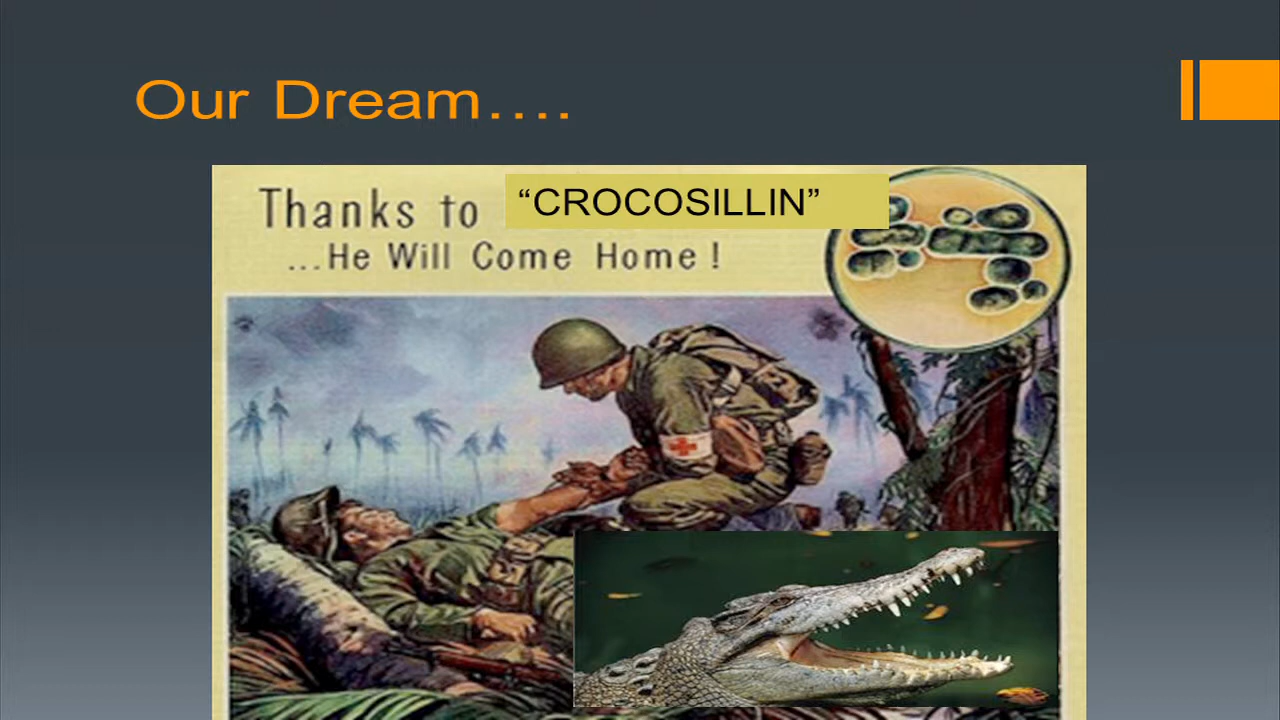 Our Dream....
Thanks to “CROCOSILLIN”
...He Will Come Home!